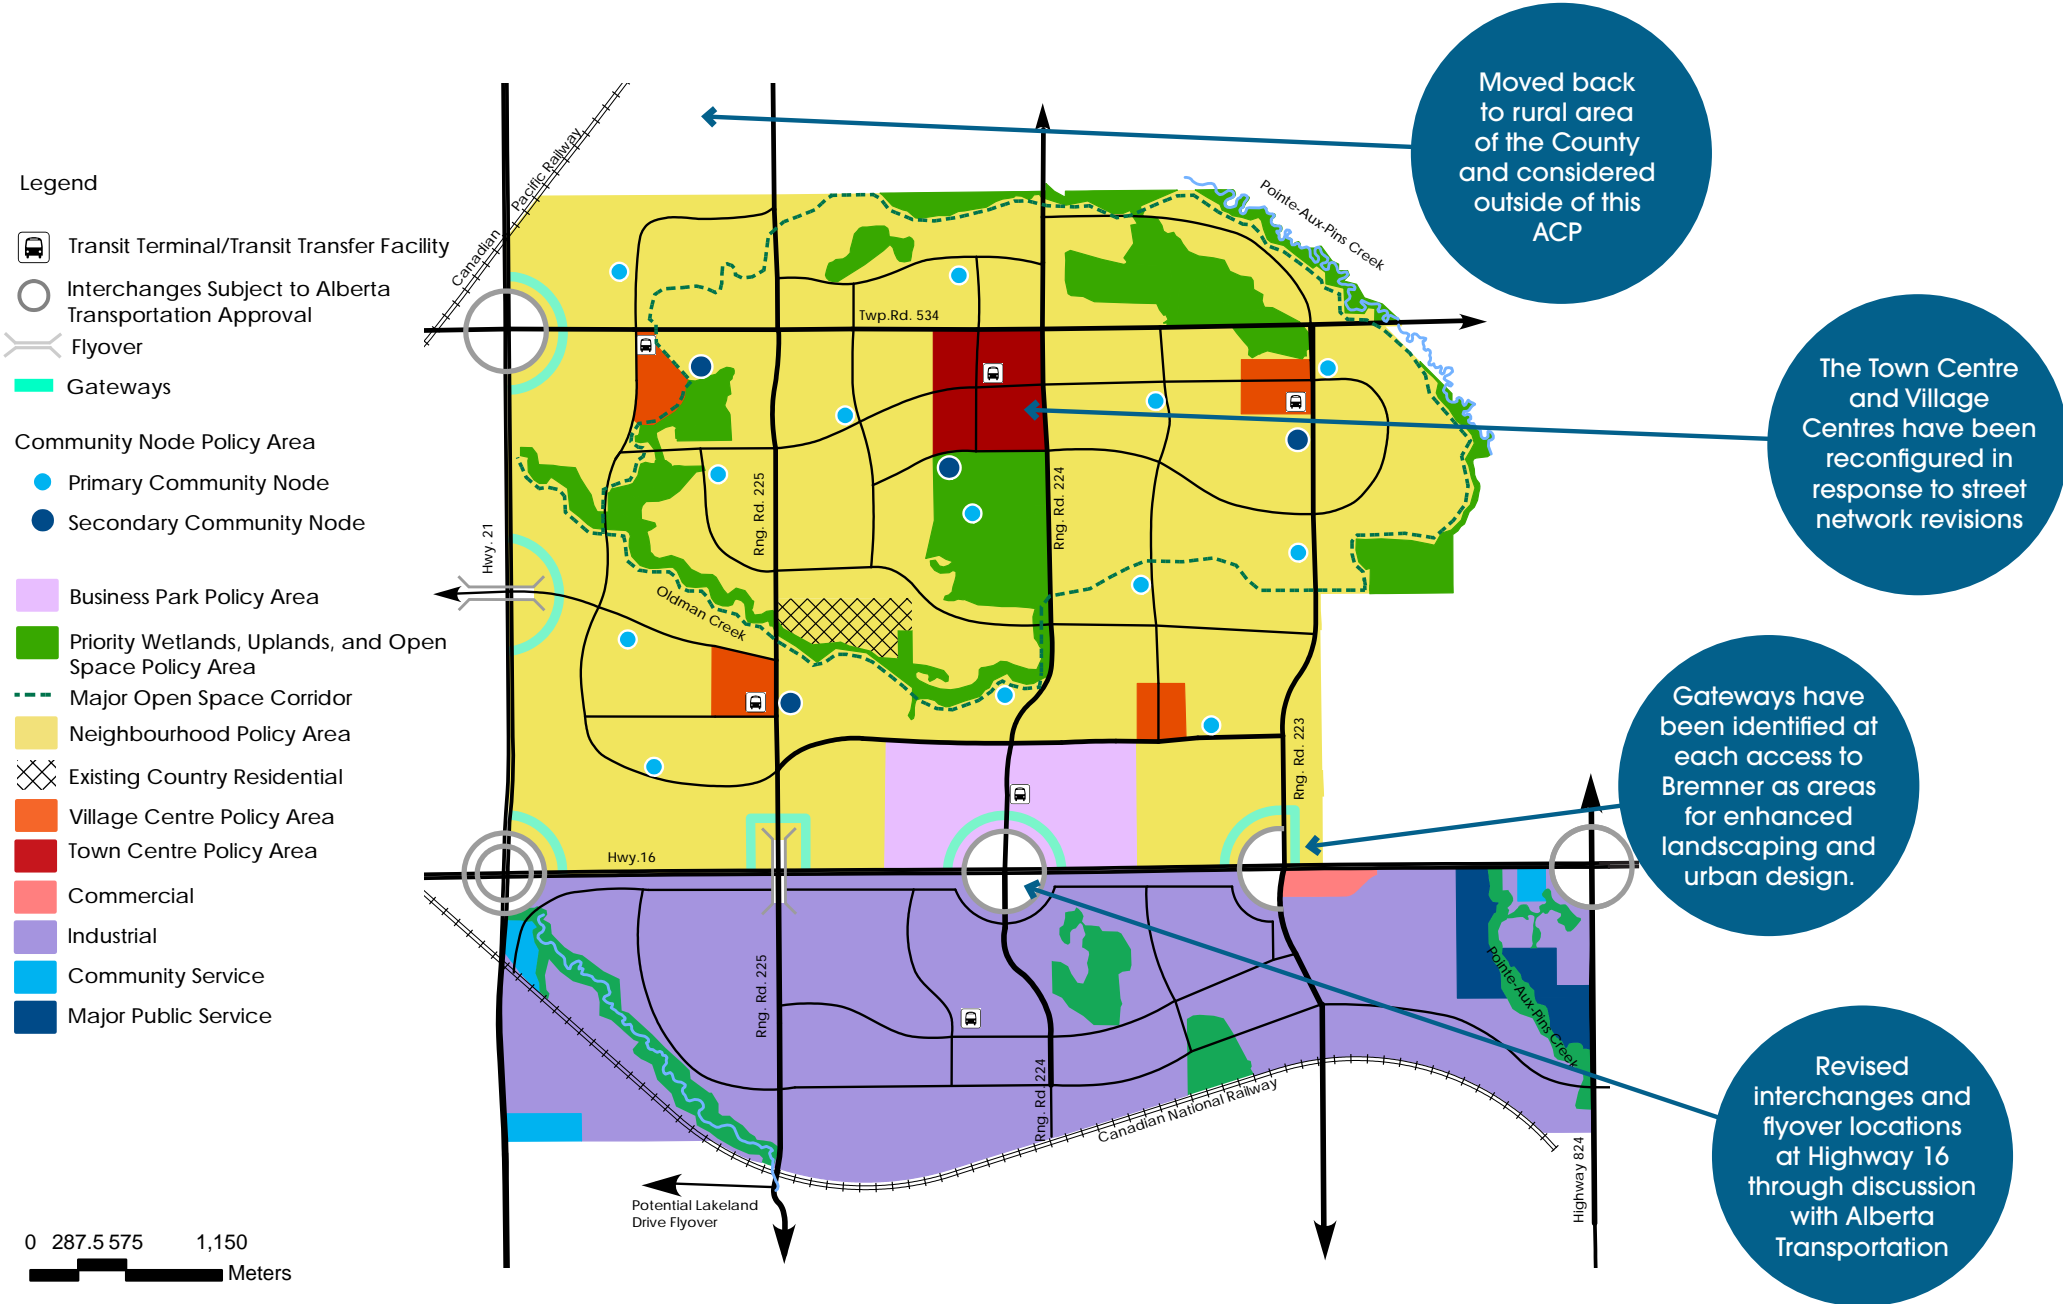 Legend
Transit Terminal/Transit Transfer Facility
Interchanges Subject to Alberta
Transportation Approval
Flyover
Gateways
Community Node Policy Area
Primary Community Node
Secondary Community Node
Business Park Policy Area
Priority Wetlands, Uplands, and Open
Space Policy Area
Major Open Space Corridor
Neighbourhood Policy Area
Existing Country Residential
Village Centre Policy Area
Town Centre Policy Area
Commercial
Industrial
Community Service
Major Public Service
0 287.5 575 1,150
Meters
Canadian Pacific Railway
Pointe-Aux-Pins Creek
Twp.Rd. 534
Hwy. 21
Rng. Rd. 225
Rng. Rd. 224
Oldman Creek
Rng. Rd. 223
Hwy.16
Rng. Rd. 225
Rng. Rd. 224
Pointe-Aux-Pins Creek
Canadian National Railway
Highway 824
Potential Lakeland
Drive Flyover
Moved back
to rural area
of the County
and considered
outside of this
ACP
The Town Centre
and Village
Centres have been
reconfigured in
response to street
network revisions
Gateways have
been identified at
each access to
Bremner as areas
for enhanced
landscaping and
urban design.
Revised
interchanges and
flyover locations
at Highway 16
through discussion
with Alberta
Transportation